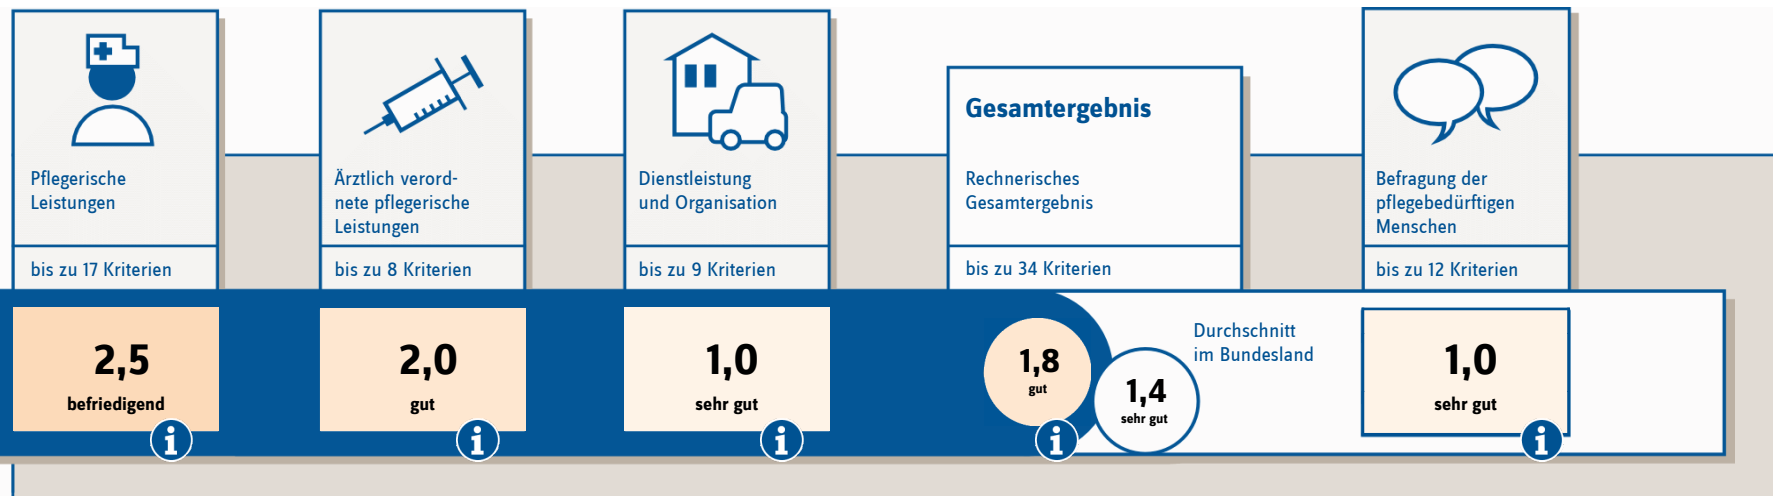 Pflegerische
Leistungen
bis zu 17 Kriterien
2,5
befriedigend
i
Ärztlich verord-
nete pflegerische
Leistungen
bis zu 8 Kriterien
2,0
gut
i
Dienstleistung
und Organisation
bis zu 9 Kriterien
1,0
sehr gut
i
Gesamtergebnis
Rechnerisches
Gesamtergebnis
bis zu 34 Kriterien
1,8
gut
i
1,4
sehr gut
Durchschnitt
im Bundesland
Befragung der
pflegebedürftigen
Menschen
bis zu 12 Kriterien
1,0
sehr gut
i